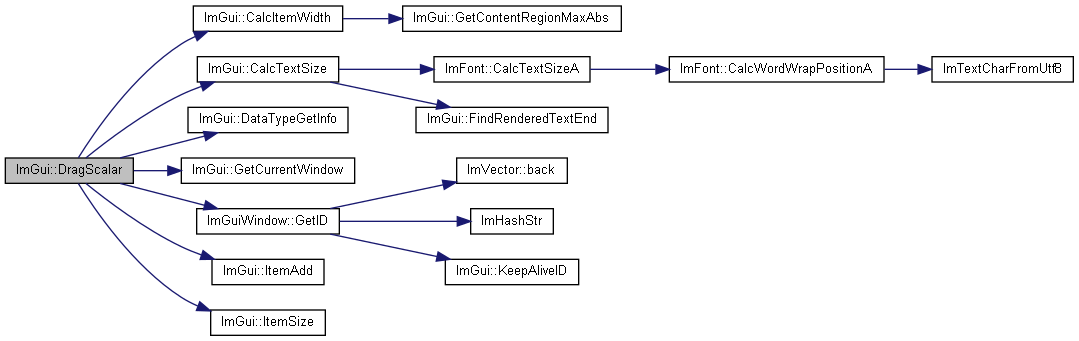 ImGui::CalcItemWidth
ImGui::GetContentRegionMaxAbs
ImGui::CalcTextSize
ImFont::CalcTextSizeA
ImFont::CalcWordWrapPositionA
ImTextCharFromUtf8
ImGui::DataTypeGetInfo
ImGui::FindRenderedTextEnd
ImGui::DragScalar
ImGui::GetCurrentWindow
ImVector::back
ImGuiWindow::GetID
ImHashStr
ImGui::ItemAdd
ImGui::KeepAliveID
ImGui::ItemSize